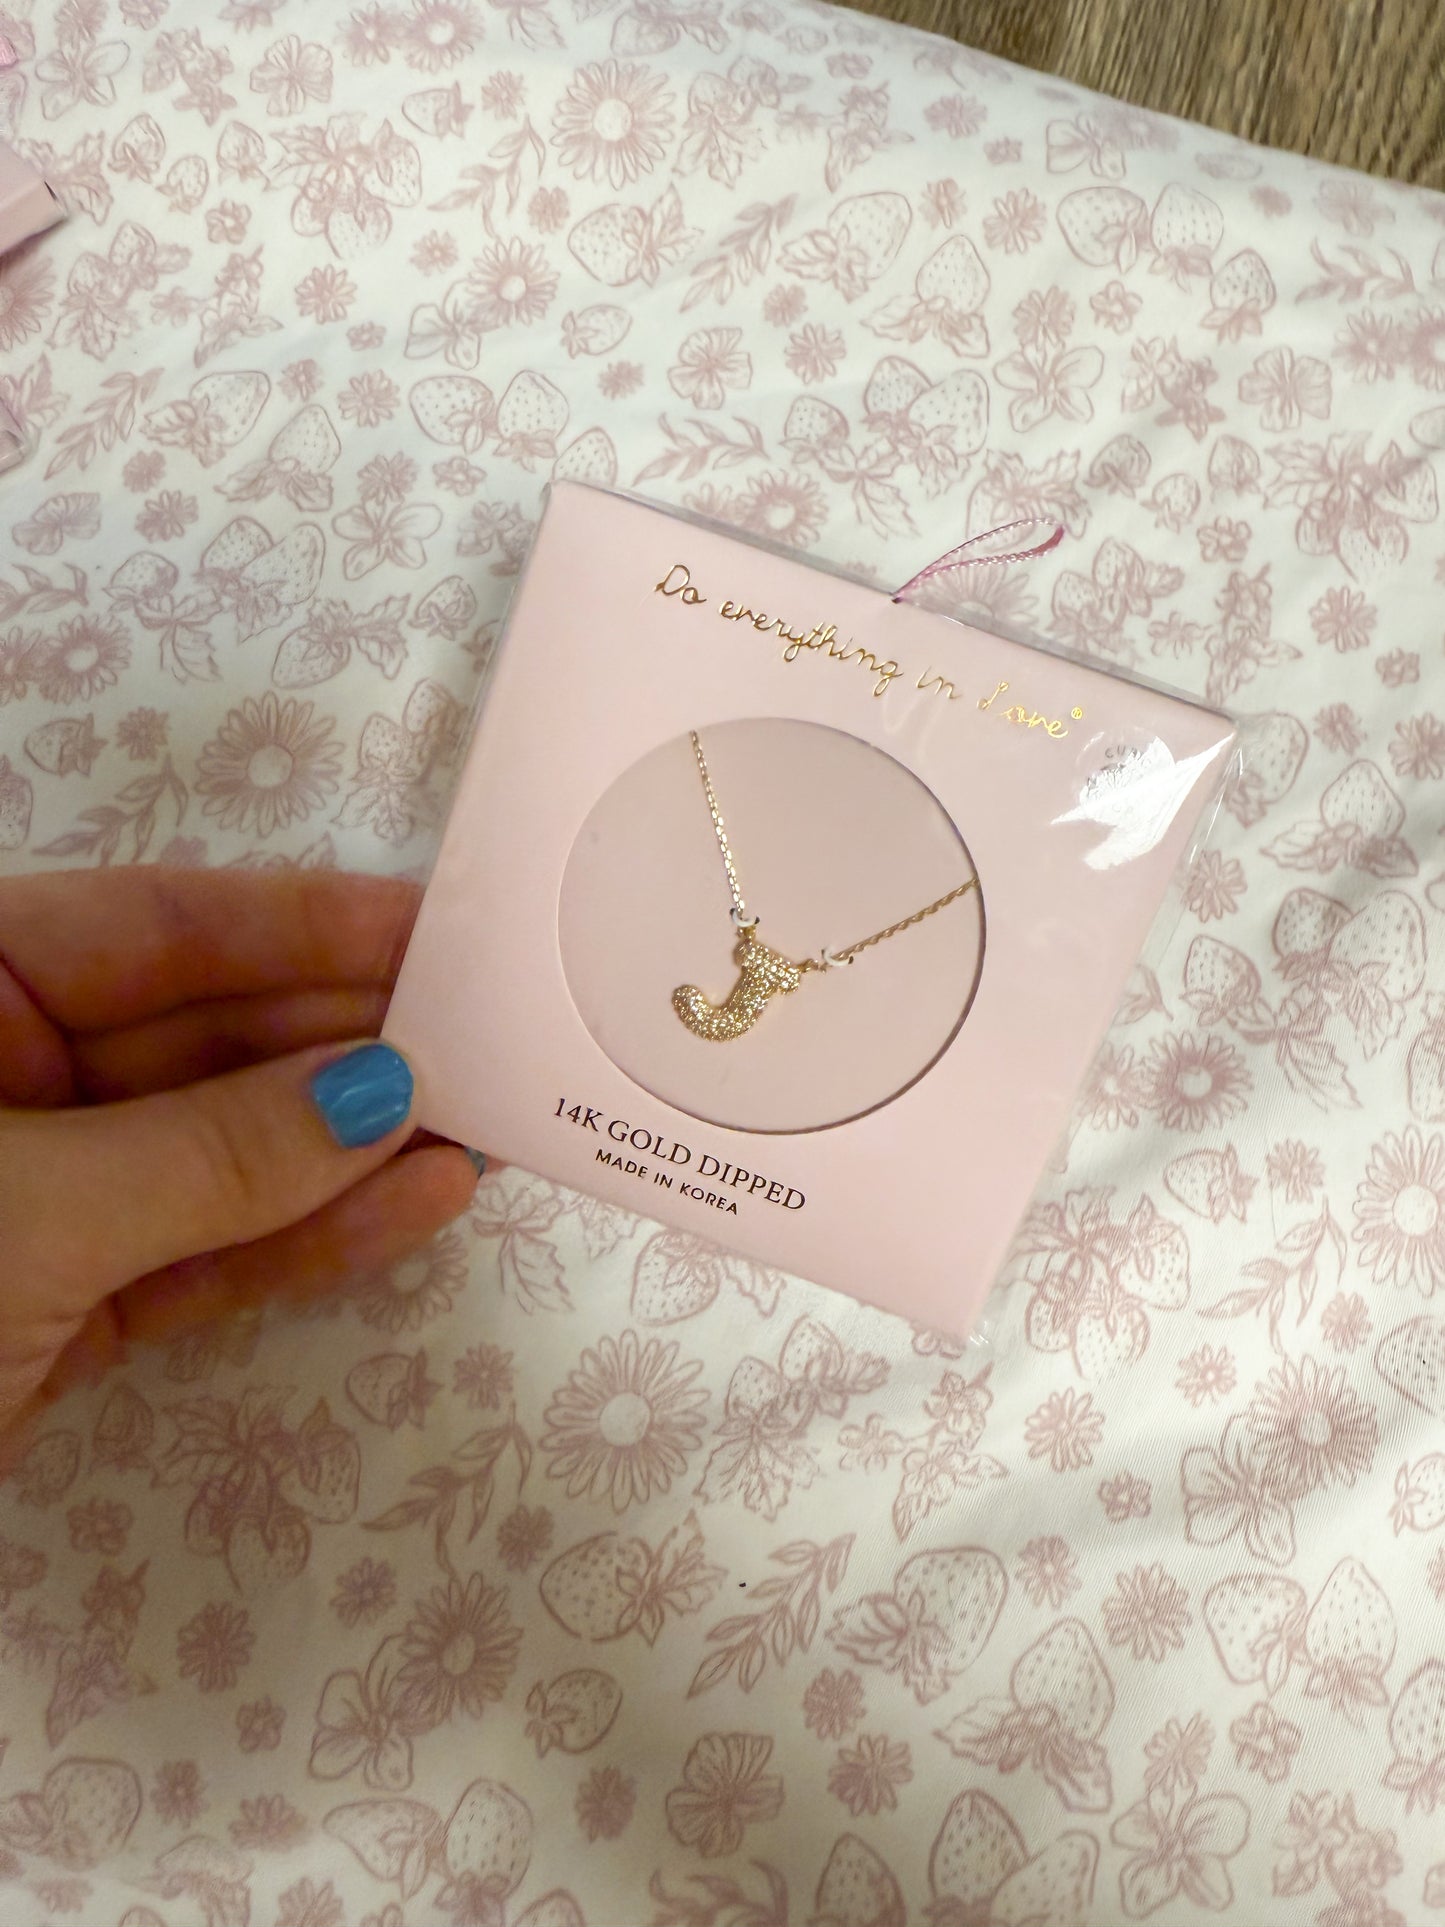 Do everything in Love®
J
14K GOLD DIPPED
MADE IN KOREA